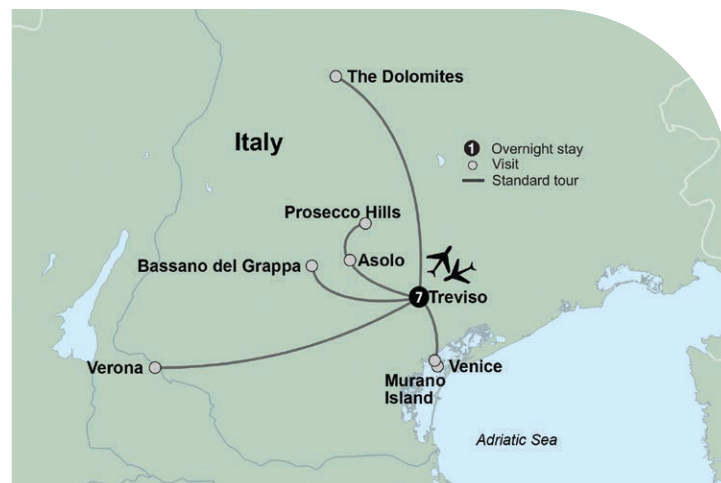 The Dolomites
Italy
1 Overnight stay
Visit
Standard tour
Prosecco Hills
Bassano del Grappa
Asolo
7 Treviso
Verona
Venice
Murano
Island
Adriatic Sea